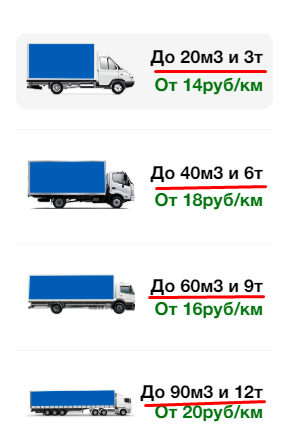 До 20м3 и 3т
От 14руб/км
До 40м3 и 6т
От 18руб/км
До 60м3 и 9т
От 16руб/км
До 90м3 и 12т
От 20руб/км